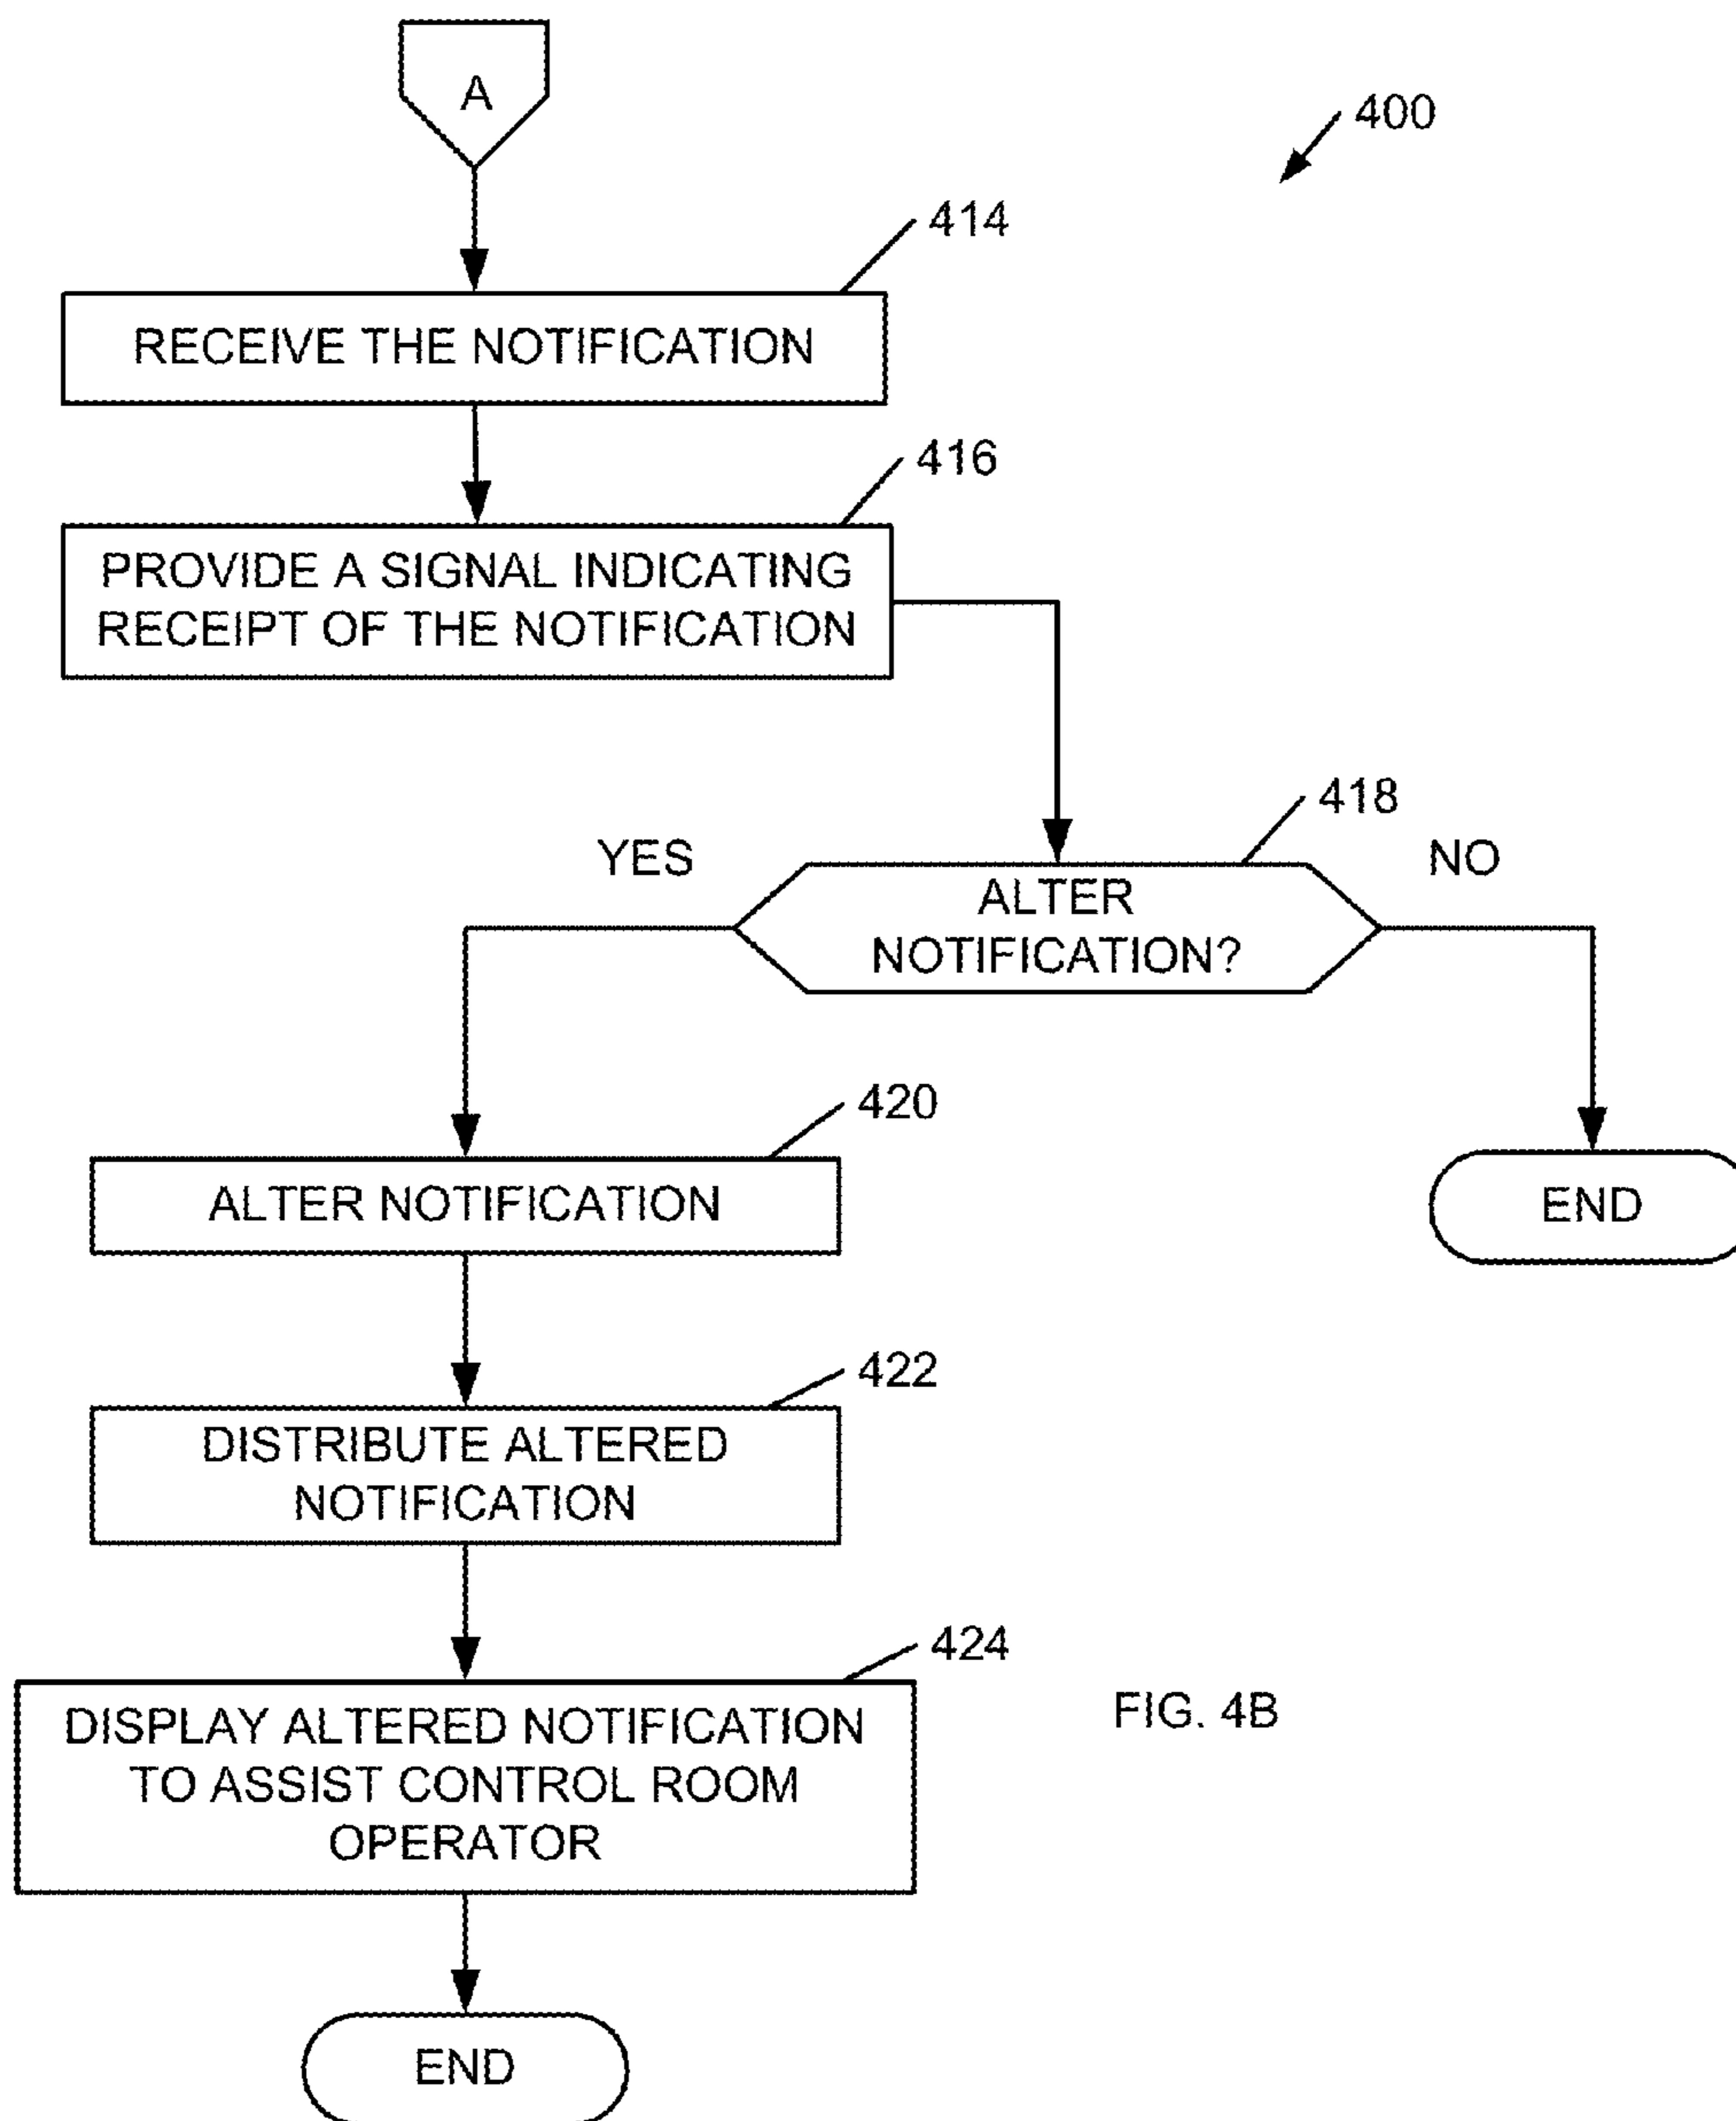 A
400
414
RECEIVE THE NOTIFICATION
416
PROVIDE A SIGNAL INDICATING
RECEIPT OF THE NOTIFICATION
418
YES
NO
ALTER
NOTIFICATION?
420
ALTER NOTIFICATION
END
422
DISTRIBUTE ALTERED
NOTIFICATION
424
DISPLAY ALTERED NOTIFICATION
TO ASSIST CONTROL ROOM
OPERATOR
FIG. 4B
END